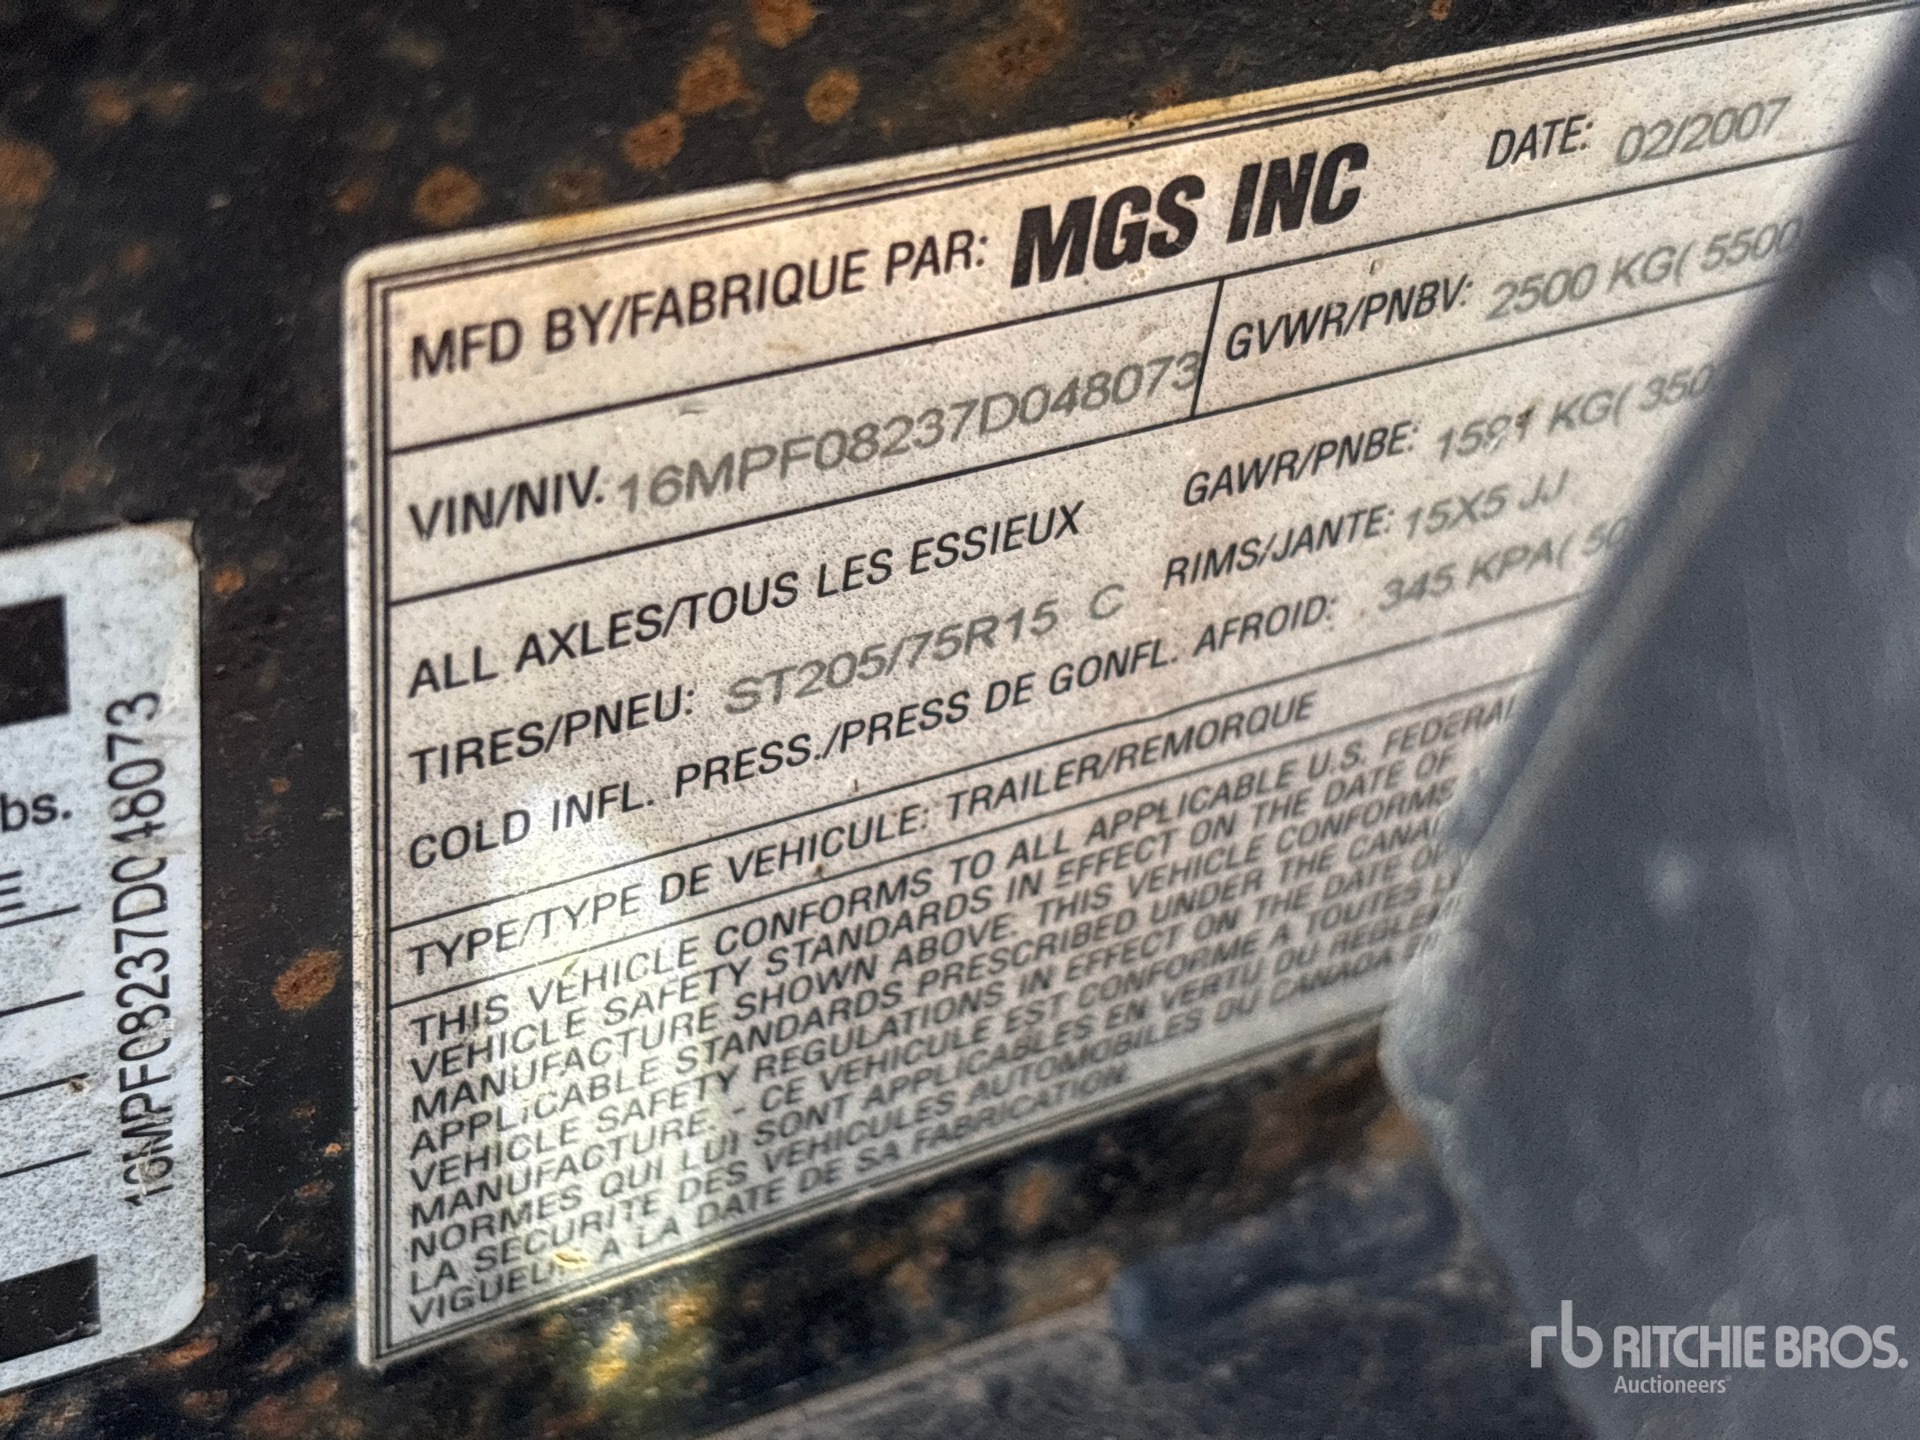 MFD BY/FABRIQUE PAR: MGS INC DATE: 02/2007
VIN/NIV. 16MPF08237D048073 GVWR/PNBV: 2500 KG( 5500
ALL AXLES/TOUS LES ESSIEUX GAWR/PNBE: 1591 KG( 350
TIRES/PNEU: ST205/75R15 C RIMS/JANTE: 15X5 JJ
COLD INFL. PRESS./PRESS DE GONFL. AFROID: 345 KPA( 50
TYPE/TYPE DE VEHICULE: TRAILER/REMORQUE
THIS VEHICLE CONFORMS TO ALL APPLICABLE U.S. FEDERAL
VEHICLE SAFETY STANDARDS IN EFFECT ON THE DATE OF
MANUFACTURE SHOWN ABOVE. THIS VEHICLE CONFORMS
APPLICABLE STANDARDS PRESCRIBED UNDER THE
VEHICLE SAFETY REGULATIONS IN EFFECT ON THE DATE OF
MANUFACTURE. - CE VEHICULE EST CONFORME A TOUTES
NORMES QUI LUI SONT APPLICABLES EN VERTU DU
LA SECURITE DES VEHICULES AUTOMOBILES DU CANADA
VIGUEUR A LA DATE DE SA FABRICATION.
bs.
16MPF08237D048073
rb RITCHIE BROS.
Auctioneers